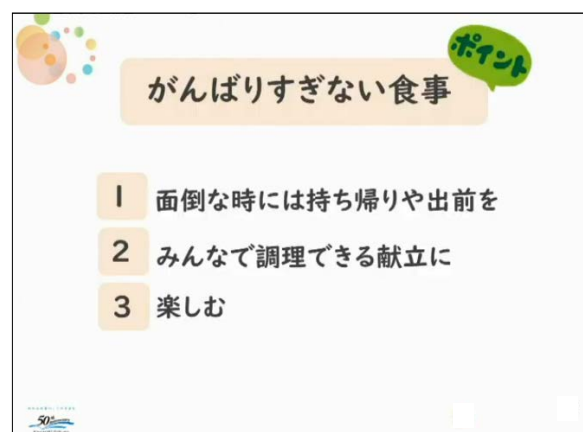 ポイント
がんばりすぎない食事
1 面倒な時には持ち帰りや出前を
2 みんなで調理できる献立に
3 楽しむ
50th